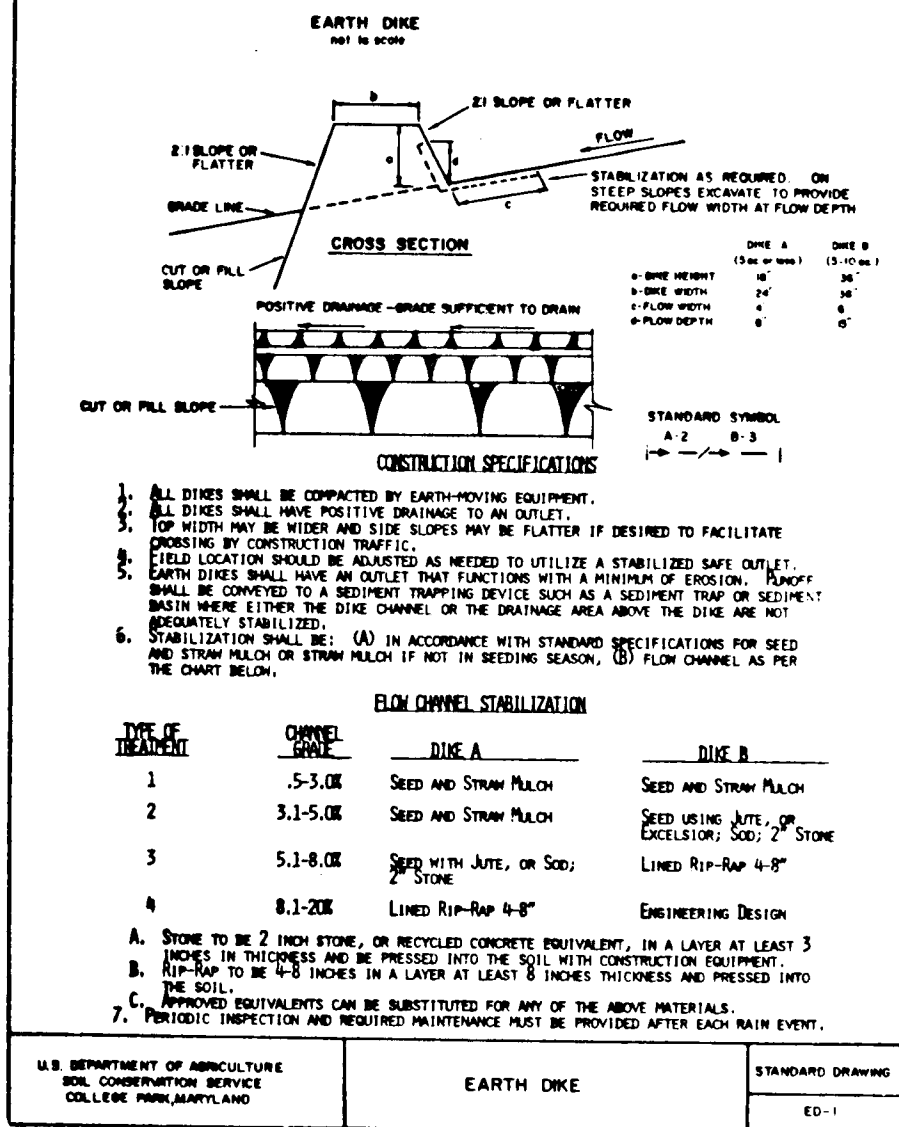 EARTH DIKE
not to scale
b
2:1 SLOPE OR FLATTER
FLOW
2:1 SLOPE OR
FLATTER
a
d
STABILIZATION AS REQUIRED. ON
STEEP SLOPES EXCAVATE TO PROVIDE
REQUIRED FLOW WIDTH AT FLOW DEPTH
c
GRADE LINE
CROSS SECTION
CUT OR FILL
SLOPE
DIKE A DIKE B
(5 ac. or less) (5-10 ac.)
a-DIKE HEIGHT 18" 36"
b-DIKE WIDTH 24" 36"
c-FLOW WIDTH 4' 6'
d-FLOW DEPTH 8" 15"
POSITIVE DRAINAGE-GRADE SUFFICIENT TO DRAIN
CUT OR FILL SLOPE
STANDARD SYMBOL
A-2 B-3
CONSTRUCTION SPECIFICATIONS
1. ALL DIKES SHALL BE COMPACTED BY EARTH-MOVING EQUIPMENT.
2. ALL DIKES SHALL HAVE POSITIVE DRAINAGE TO AN OUTLET.
3. TOP WIDTH MAY BE WIDER AND SIDE SLOPES MAY BE FLATTER IF DESIRED TO FACILITATE
CROSSING BY CONSTRUCTION TRAFFIC.
4. FIELD LOCATION SHOULD BE ADJUSTED AS NEEDED TO UTILIZE A STABILIZED SAFE OUTLET.
5. EARTH DIKES SHALL HAVE AN OUTLET THAT FUNCTIONS WITH A MINIMUM OF EROSION. RUNOFF
SHALL BE CONVEYED TO A SEDIMENT TRAPPING DEVICE SUCH AS A SEDIMENT TRAP OR SEDIMENT
BASIN WHERE EITHER THE DIKE CHANNEL OR THE DRAINAGE AREA ABOVE THE DIKE ARE NOT
ADEQUATELY STABILIZED.
6. STABILIZATION SHALL BE: (A) IN ACCORDANCE WITH STANDARD SPECIFICATIONS FOR SEED
AND STRAW MULCH OR STRAW MULCH IF NOT IN SEEDING SEASON, (B) FLOW CHANNEL AS PER
THE CHART BELOW.
FLOW CHANNEL STABILIZATION
TYPE OF CHANNEL
TREATMENT GRADE DIKE A DIKE B
1 .5-3.0% SEED AND STRAW MULCH SEED AND STRAW MULCH
2 3.1-5.0% SEED AND STRAW MULCH SEED USING JUTE, OR
EXCELSIOR; SOD; 2" STONE
3 5.1-8.0% SEED WITH JUTE, OR SOD; LINED RIP-RAP 4-8"
2" STONE
4 8.1-20% LINED RIP-RAP 4-8" ENGINEERING DESIGN
A. STONE TO BE 2 INCH STONE, OR RECYCLED CONCRETE EQUIVALENT, IN A LAYER AT LEAST 3
INCHES IN THICKNESS AND BE PRESSED INTO THE SOIL WITH CONSTRUCTION EQUIPMENT.
B. RIP-RAP TO BE 4-8 INCHES IN A LAYER AT LEAST 8 INCHES THICKNESS AND PRESSED INTO
THE SOIL.
C. APPROVED EQUIVALENTS CAN BE SUBSTITUTED FOR ANY OF THE ABOVE MATERIALS.
7. PERIODIC INSPECTION AND REQUIRED MAINTENANCE MUST BE PROVIDED AFTER EACH RAIN EVENT.
U.S. DEPARTMENT OF AGRICULTURE
SOIL CONSERVATION SERVICE
COLLEGE PARK, MARYLAND
EARTH DIKE
STANDARD DRAWING
ED-1